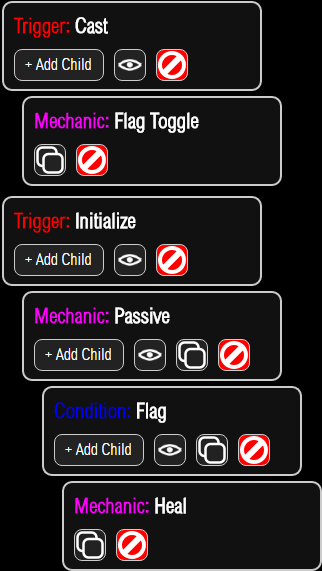 Trigger: Cast
+ Add Child
Mechanic: Flag Toggle
Trigger: Initialize
+ Add Child
Mechanic: Passive
+ Add Child
Condition: Flag
+ Add Child
Mechanic: Heal